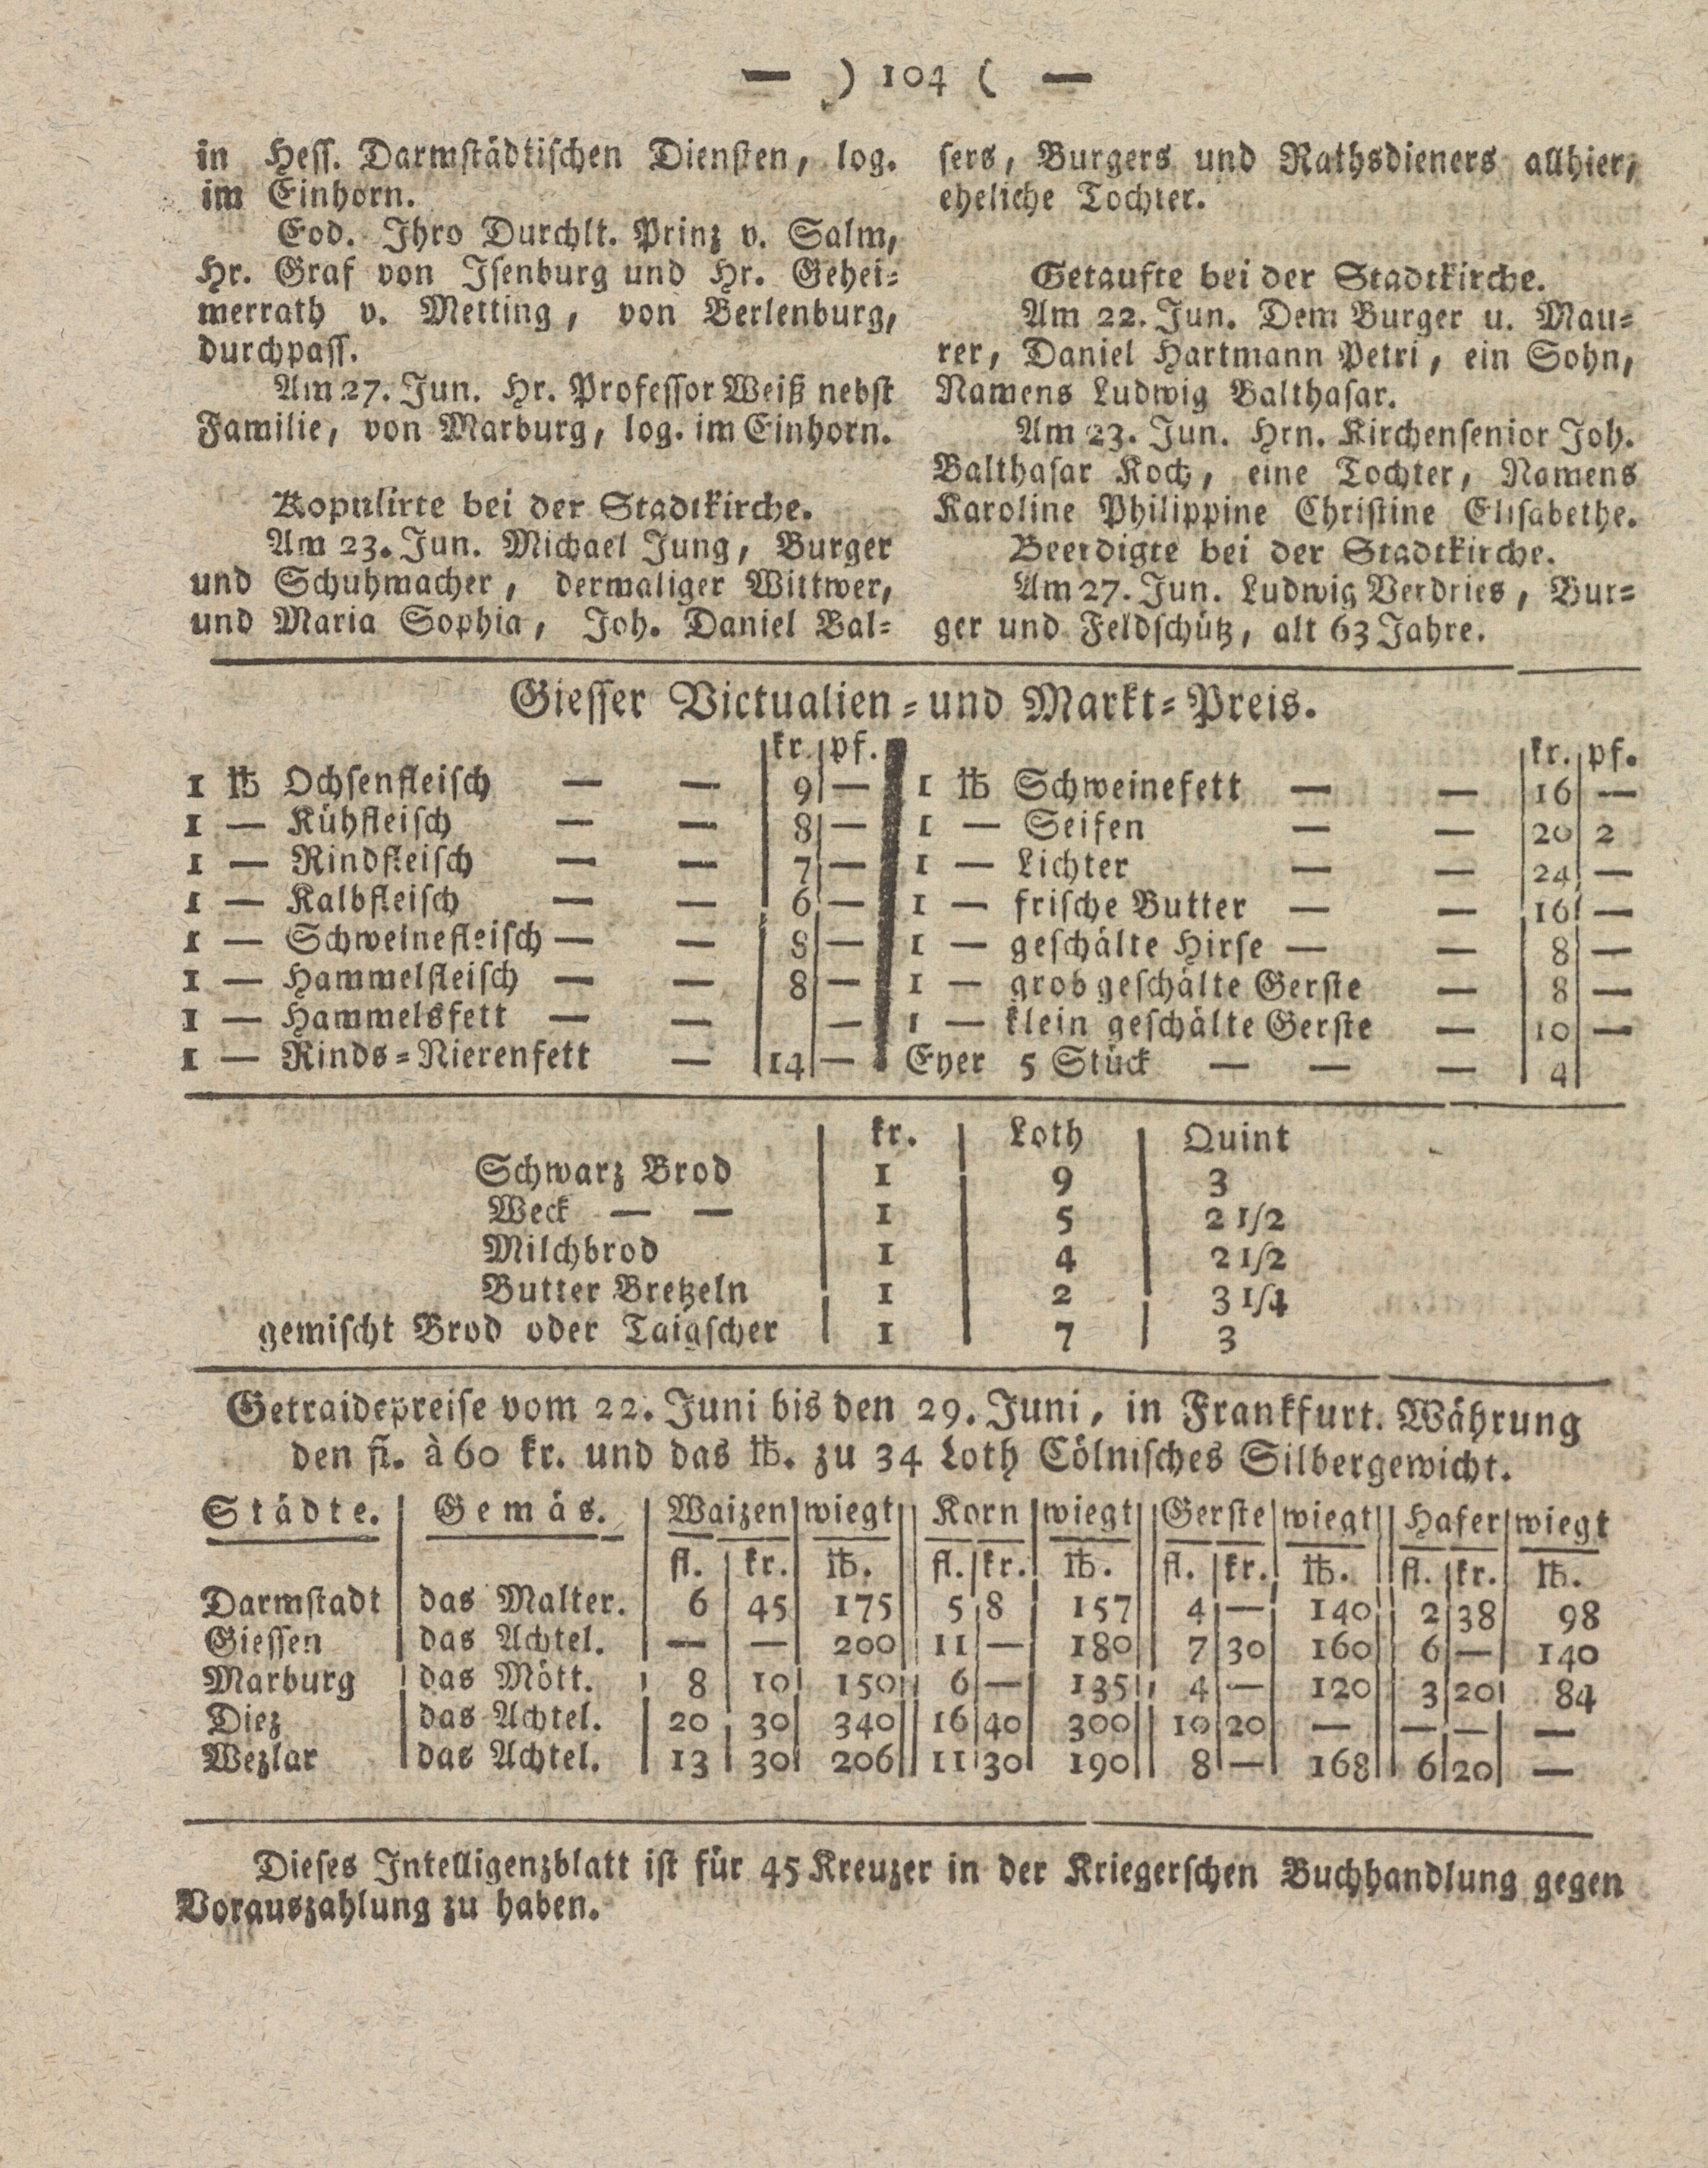 — ) 104 ( —
in Hess. Darmstädtischen Diensten, log.
im Einhorn.
Eod. Ihro Durchlt. Prinz v. Salm,
Hr. Graf von Isenburg und Hr. Gehei-
merrath v. Metting, von Berlenburg,
durchpass.
Am 27. Jun. Hr. Professor Weiß nebst
Familie, von Marburg, log. im Einhorn.
Kopulirte bei der Stadtkirche.
Am 23. Jun. Michael Jung, Burger
und Schuhmacher, dermaliger Wittwer,
und Maria Sophia, Joh. Daniel Bal-
sers, Burgers und Rathsdieners allhier,
eheliche Tochter.
Getaufte bei der Stadtkirche.
Am 22. Jun. Dem Burger u. Mau-
rer, Daniel Hartmann Petri, ein Sohn,
Namens Ludwig Balthasar.
Am 23. Jun. Hrn. Kirchensenior Joh.
Balthasar Koch, eine Tochter, Namens
Karoline Philippine Christine Elisabethe.
Beerdigte bei der Stadtkirche.
Am 27. Jun. Ludwig Verdries, Bur-
ger und Feldschütz, alt 63 Jahre.
Giesser Victualien- und Markt-Preis.
kr. pf.
1 ℔ Ochsenfleisch — — 9 —
1 — Kühfleisch — — 8 —
1 — Rindfleisch — — 7 —
1 — Kalbfleisch — — 6 —
1 — Schweinefleisch — — 8 —
1 — Hammelfleisch — — 8 —
1 — Hammelsfett — — —
1 — Rinds-Nierenfett — 14 —
kr. pf.
1 ℔ Schweinefett — — 16 —
1 — Seifen — — 20 2
1 — Lichter — — 24 —
1 — frische Butter — — 16 —
1 — geschälte Hirse — — 8 —
1 — grob geschälte Gerste — 8 —
1 — klein geschälte Gerste — 10 —
Eyer 5 Stück — — — 4
kr. Loth Quint
Schwarz Brod 1 9 3
Weck — — 1 5 2 1/2
Milchbrod 1 4 2 1/2
Butter Bretzeln 1 2 3 1/4
gemischt Brod oder Taigscher 1 7 3
Getraidepreise vom 22. Juni bis den 29. Juni, in Frankfurt. Währung
den fl. à 60 kr. und das ℔. zu 34 Loth Cölnisches Silbergewicht.
Städte. Gemäs. Waizen wiegt Korn wiegt Gerste wiegt Hafer wiegt
fl. kr. ℔. fl. kr. ℔. fl. kr. ℔. fl. kr. ℔.
Darmstadt das Malter. 6 45 175 5 8 157 4 — 140 2 38 98
Giessen das Achtel. — — 200 11 — 180 7 30 160 6 — 140
Marburg das Mött. 8 10 150 6 — 135 4 — 120 3 20 84
Diez das Achtel. 20 30 340 16 40 300 10 20 — — — —
Wezlar das Achtel. 13 30 206 11 30 190 8 — 168 6 20 —
Dieses Intelligenzblatt ist für 45 Kreuzer in der Kriegerschen Buchhandlung gegen
Vorauszahlung zu haben.